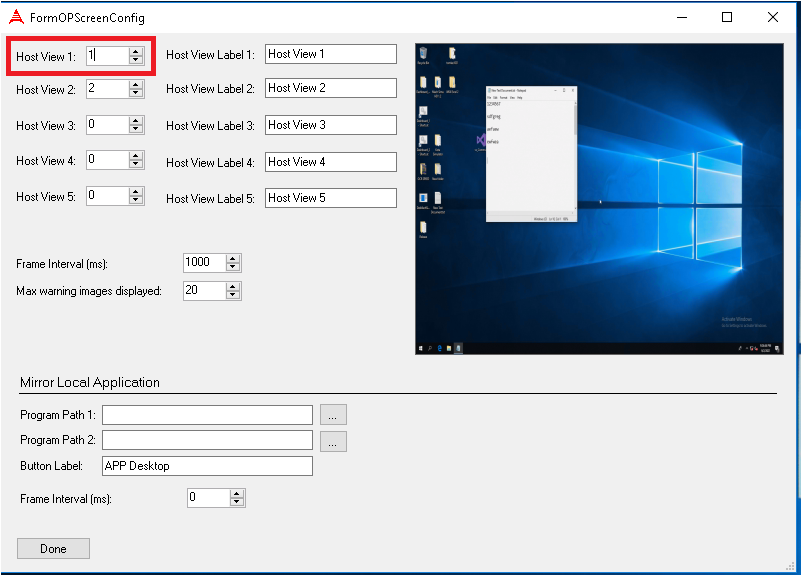 FormOPScreenConfig
Host View 1: 1 Host View Label 1: Host View 1
Host View 2: 2 Host View Label 2: Host View 2
Host View 3: 0 Host View Label 3: Host View 3
Host View 4: 0 Host View Label 4: Host View 4
Host View 5: 0 Host View Label 5: Host View 5
Frame Interval (ms): 1000
Max warning images displayed: 20
1234567
Activate Windows
Mirror Local Application
Program Path 1: ...
Program Path 2: ...
Button Label: APP Desktop
Frame Interval (ms): 0
Done